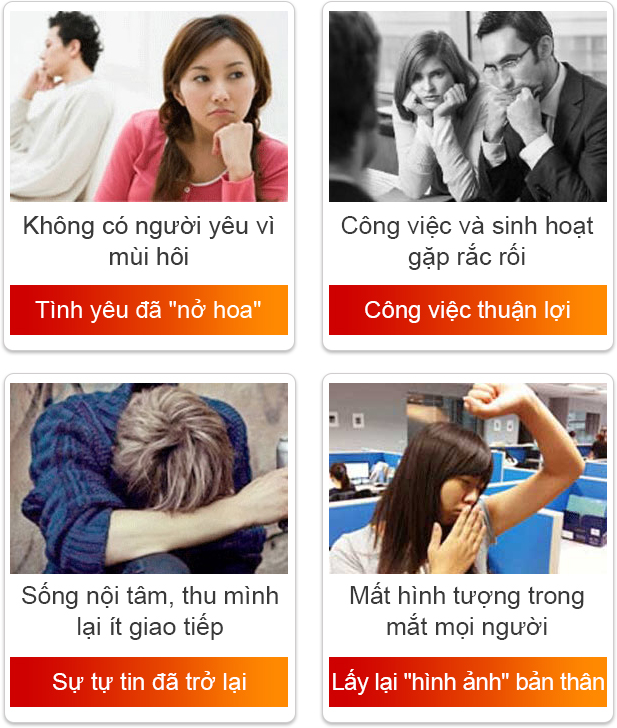 Không có người yêu vì
mùi hôi
Tình yêu đã "nở hoa"
Công việc và sinh hoạt
gặp rắc rối
Công việc thuận lợi
Sống nội tâm, thu mình
lại ít giao tiếp
Sự tự tin đã trở lại
Mất hình tượng trong
mắt mọi người
Lấy lại "hình ảnh" bản thân